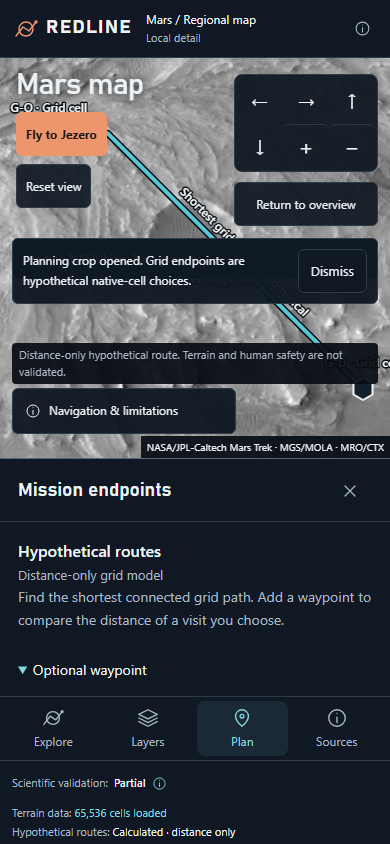 REDLINE
Mars / Regional map
Local detail
Mars map
G-O · Grid cell
Fly to Jezero
Reset view
Return to overview
Shortest grid
Planning crop opened. Grid endpoints are
hypothetical native-cell choices.
Dismiss
Distance-only hypothetical route. Terrain and human safety are not
validated.
Navigation & limitations
NASA/JPL-Caltech Mars Trek · MGS/MOLA · MRO/CTX
Mission endpoints
Hypothetical routes
Distance-only grid model
Find the shortest connected grid path. Add a waypoint to
compare the distance of a visit you choose.
Optional waypoint
Explore
Layers
Plan
Sources
Scientific validation: Partial
Terrain data: 65,536 cells loaded
Hypothetical routes: Calculated · distance only